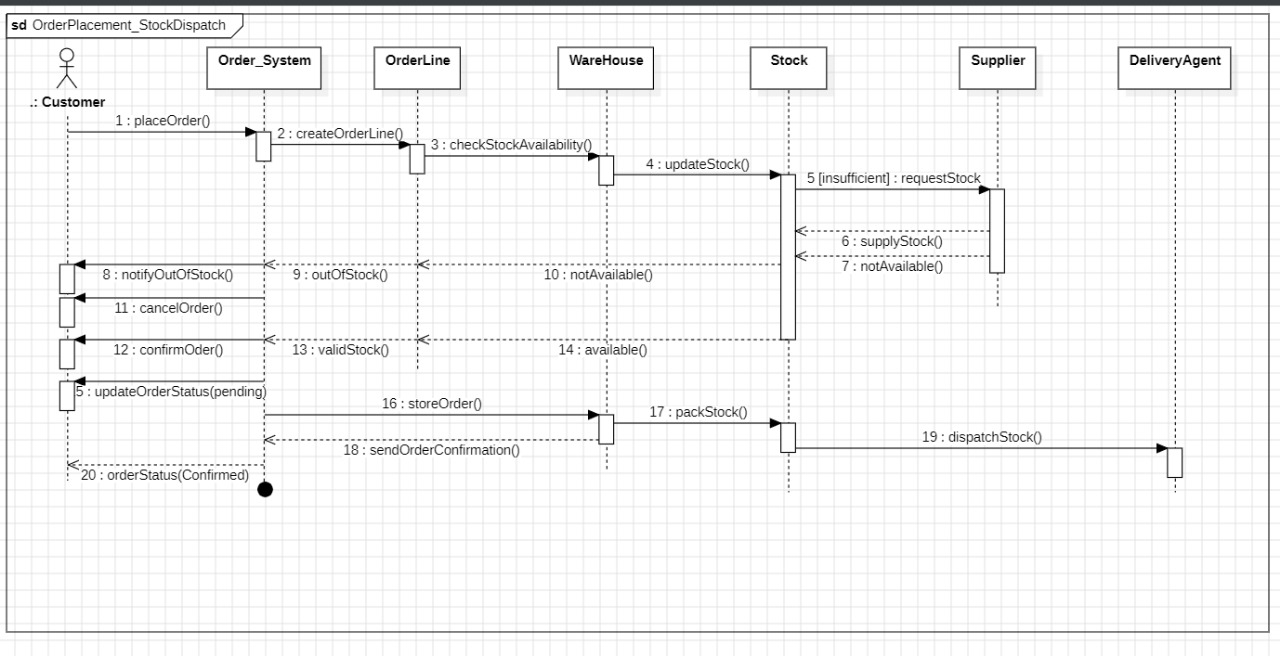 sd OrderPlacement_StockDispatch
Order_System
OrderLine
WareHouse
Stock
Supplier
DeliveryAgent
.: Customer
1 : placeOrder()
2 : createOrderLine()
3 : checkStockAvailability()
4 : updateStock()
5 [insufficient] : requestStock
6 : supplyStock()
7 : notAvailable()
8 : notifyOutOfStock()
9 : outOfStock()
10 : notAvailable()
11 : cancelOrder()
12 : confirmOder()
13 : validStock()
14 : available()
5 : updateOrderStatus(pending)
16 : storeOrder()
17 : packStock()
18 : sendOrderConfirmation()
19 : dispatchStock()
20 : orderStatus(Confirmed)